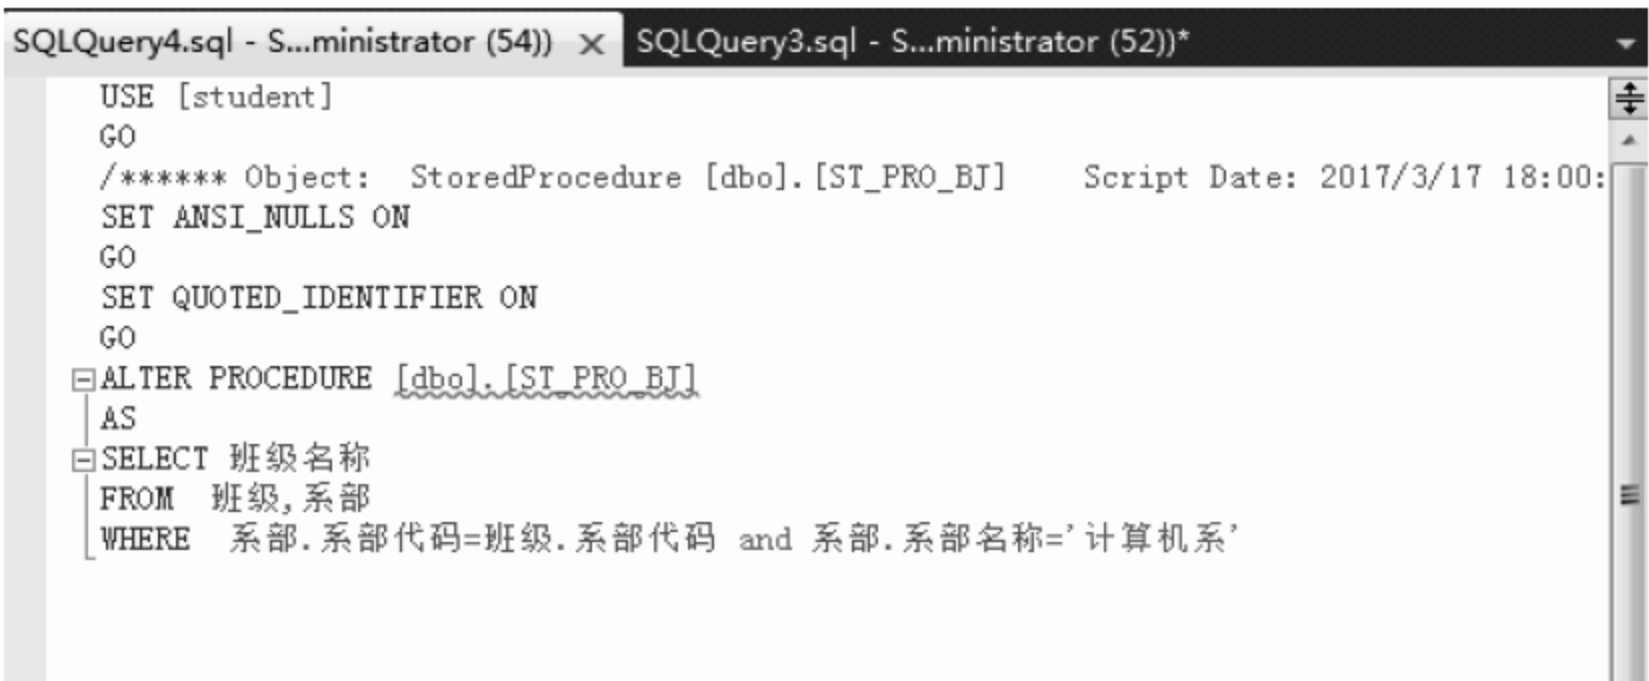 SQLQuery4.sql - S...ministrator (54)) × SQLQuery3.sql - S...ministrator (52))*
USE [student]
GO
/****** Object:  StoredProcedure [dbo].[ST_PRO_BJ]    Script Date: 2017/3/17 18:00:
SET ANSI_NULLS ON
GO
SET QUOTED_IDENTIFIER ON
GO
ALTER PROCEDURE [dbo].[ST_PRO_BJ]
AS
SELECT 班级名称
FROM  班级,系部
WHERE  系部.系部代码=班级.系部代码 and 系部.系部名称='计算机系'